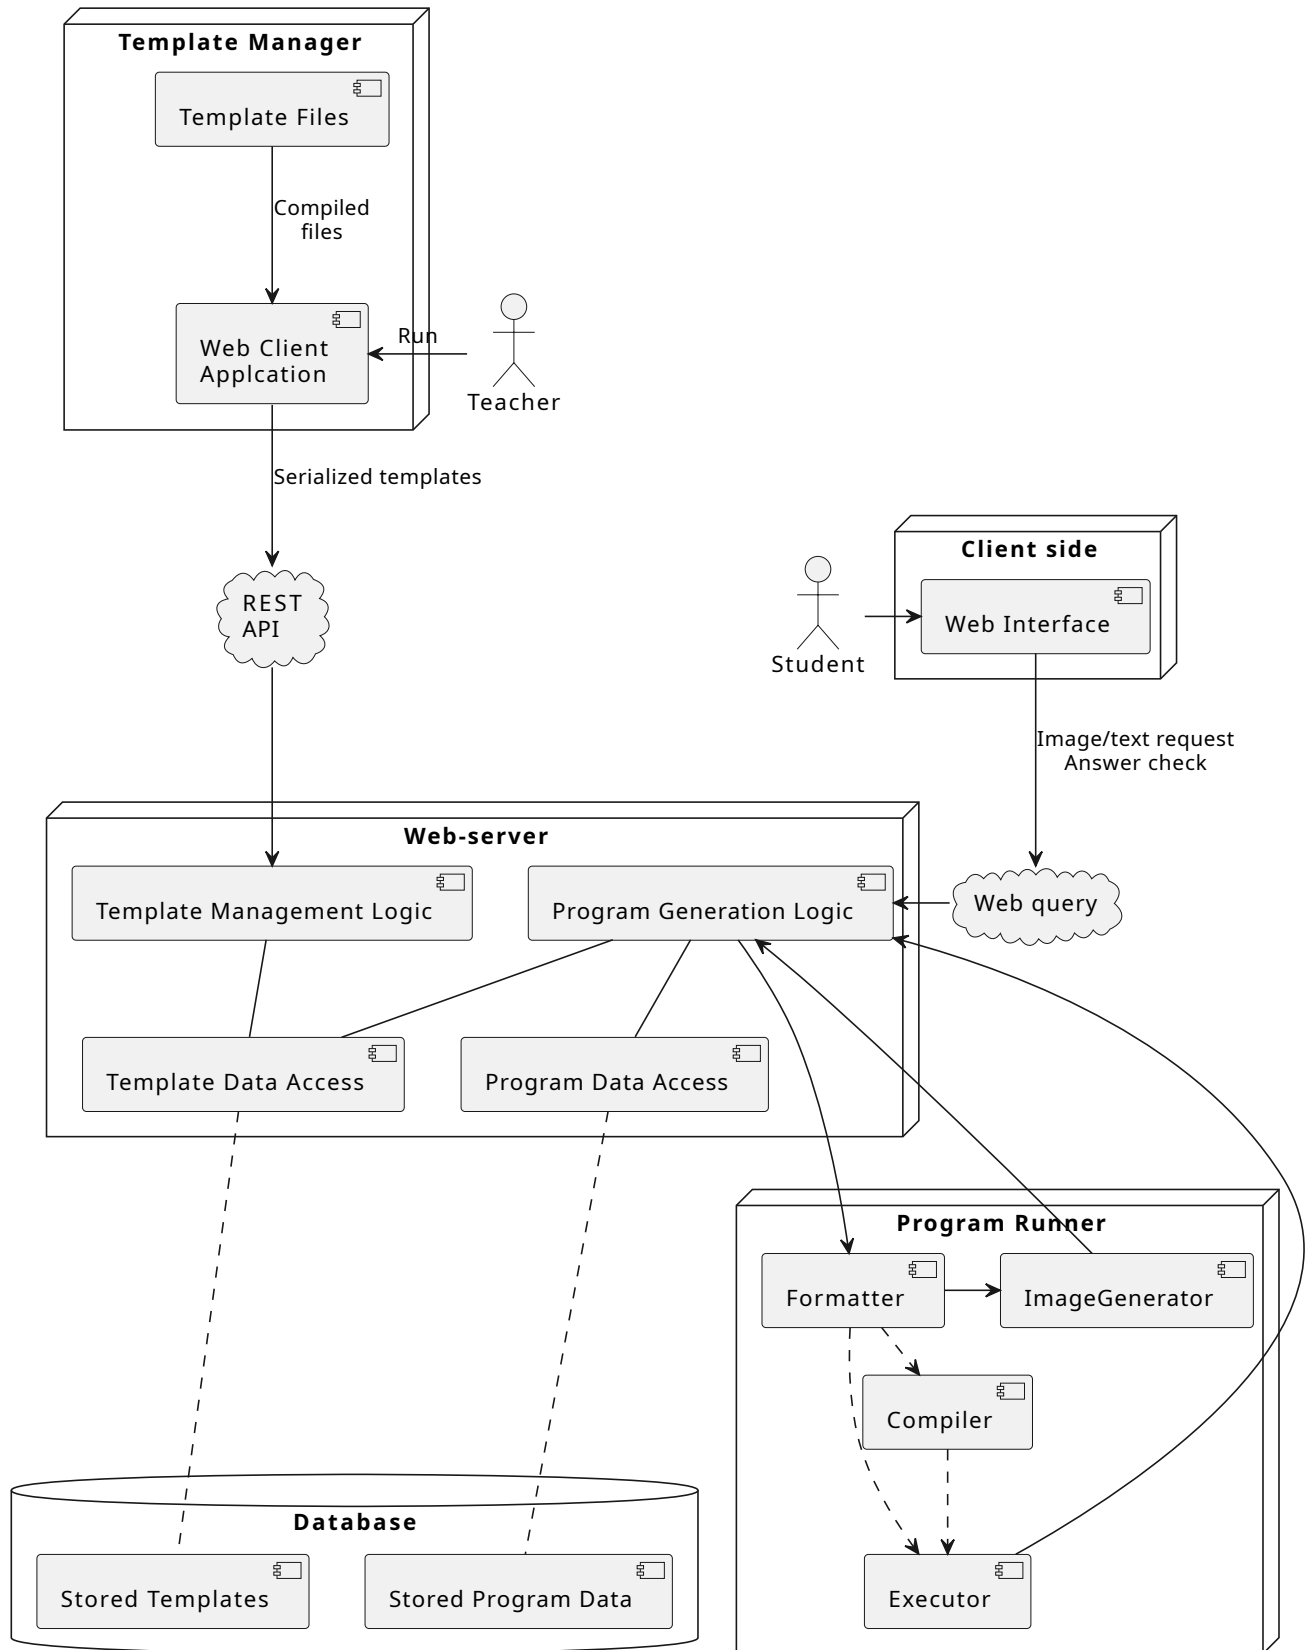 Template Manager
Template Files
Compiled
files
Web Client
Applcation
Run
Teacher
Serialized templates
REST
API
Client side
Web Interface
Student
Image/text request
Answer check
Web-server
Template Management Logic
Program Generation Logic
Web query
Template Data Access
Program Data Access
Program Runner
Formatter
ImageGenerator
Compiler
Database
Stored Templates
Stored Program Data
Executor